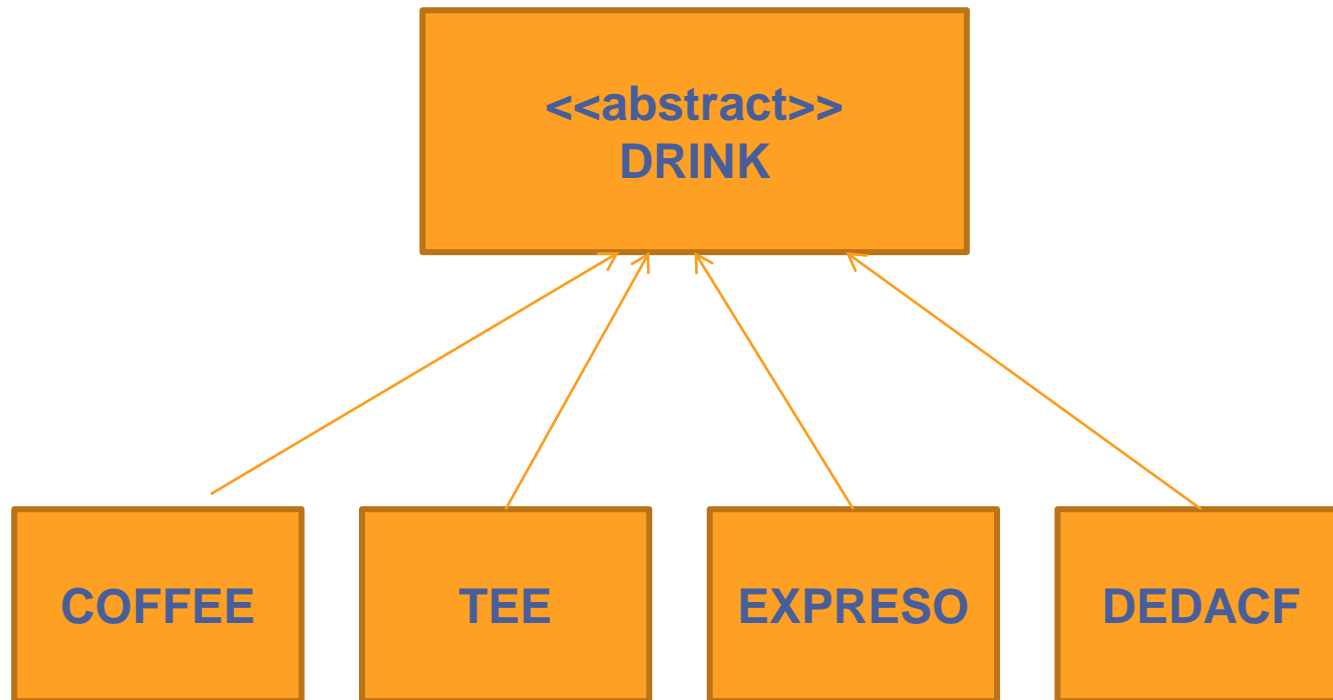 <<abstract>>
DRINK
COFFEE
TEE
EXPRESO
DEDACF